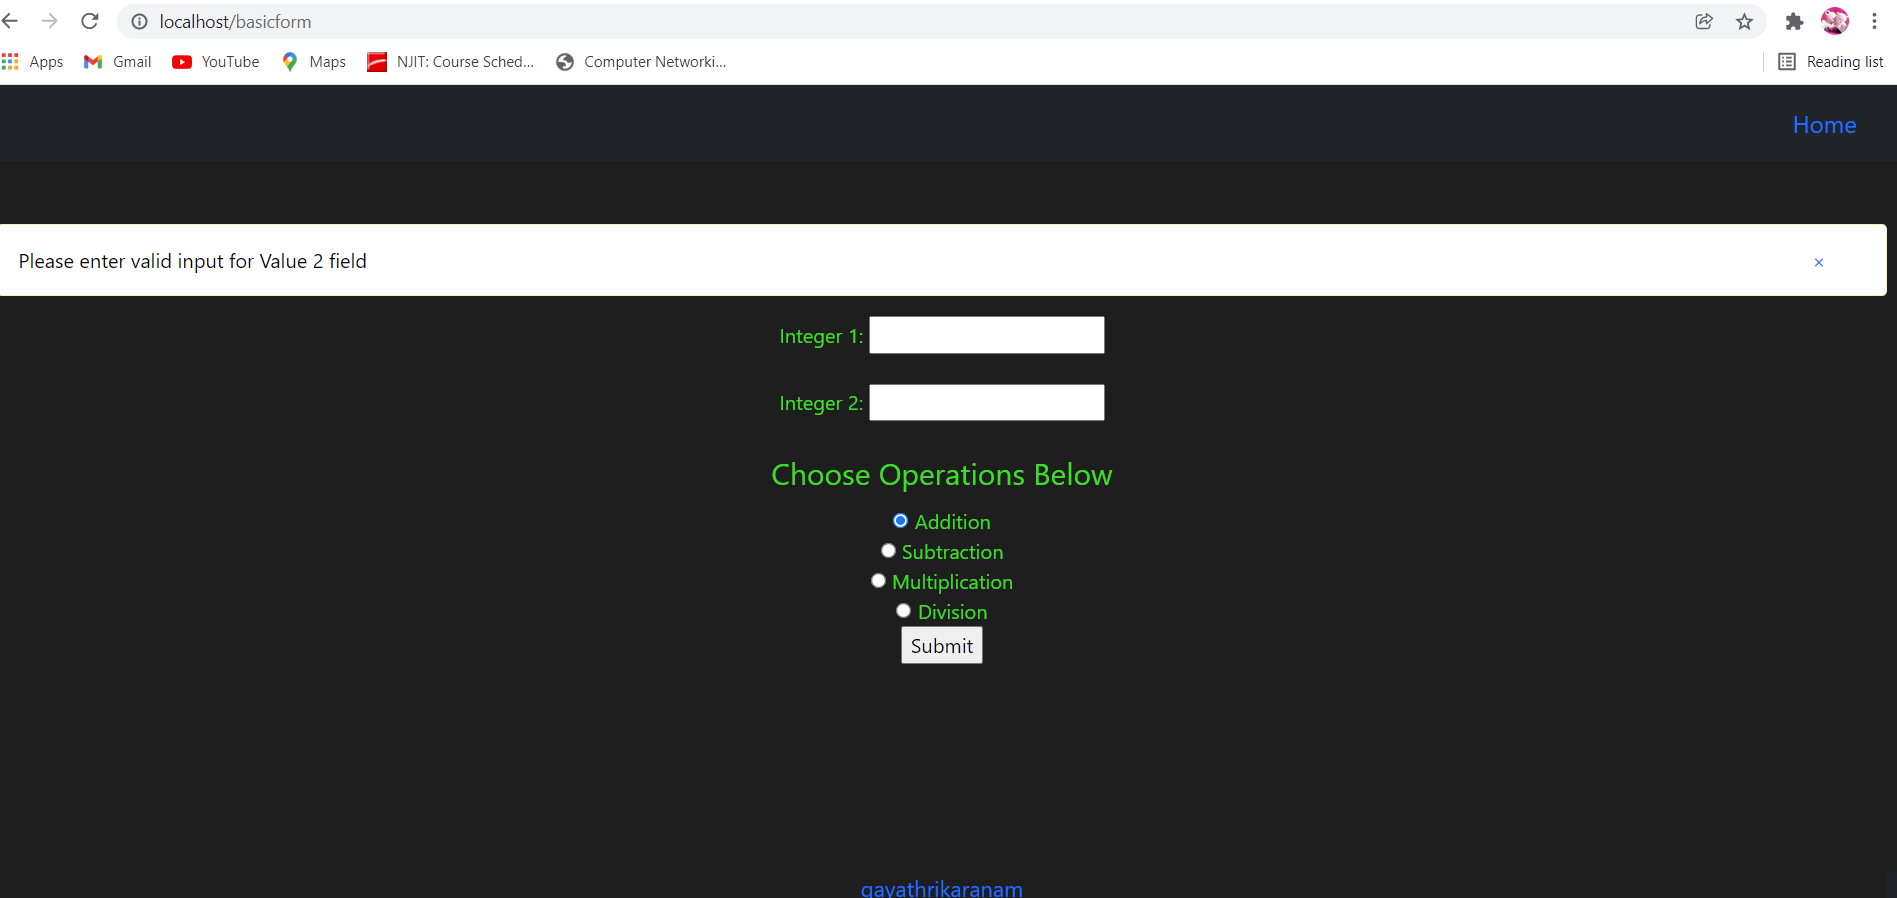 localhost/basicform
Apps Gmail YouTube Maps NJIT: Course Sched... Computer Networki... Reading list
Home
Please enter valid input for Value 2 field ×
Integer 1:
Integer 2:
Choose Operations Below
Addition
Subtraction
Multiplication
Division
Submit
gayathrikaranam